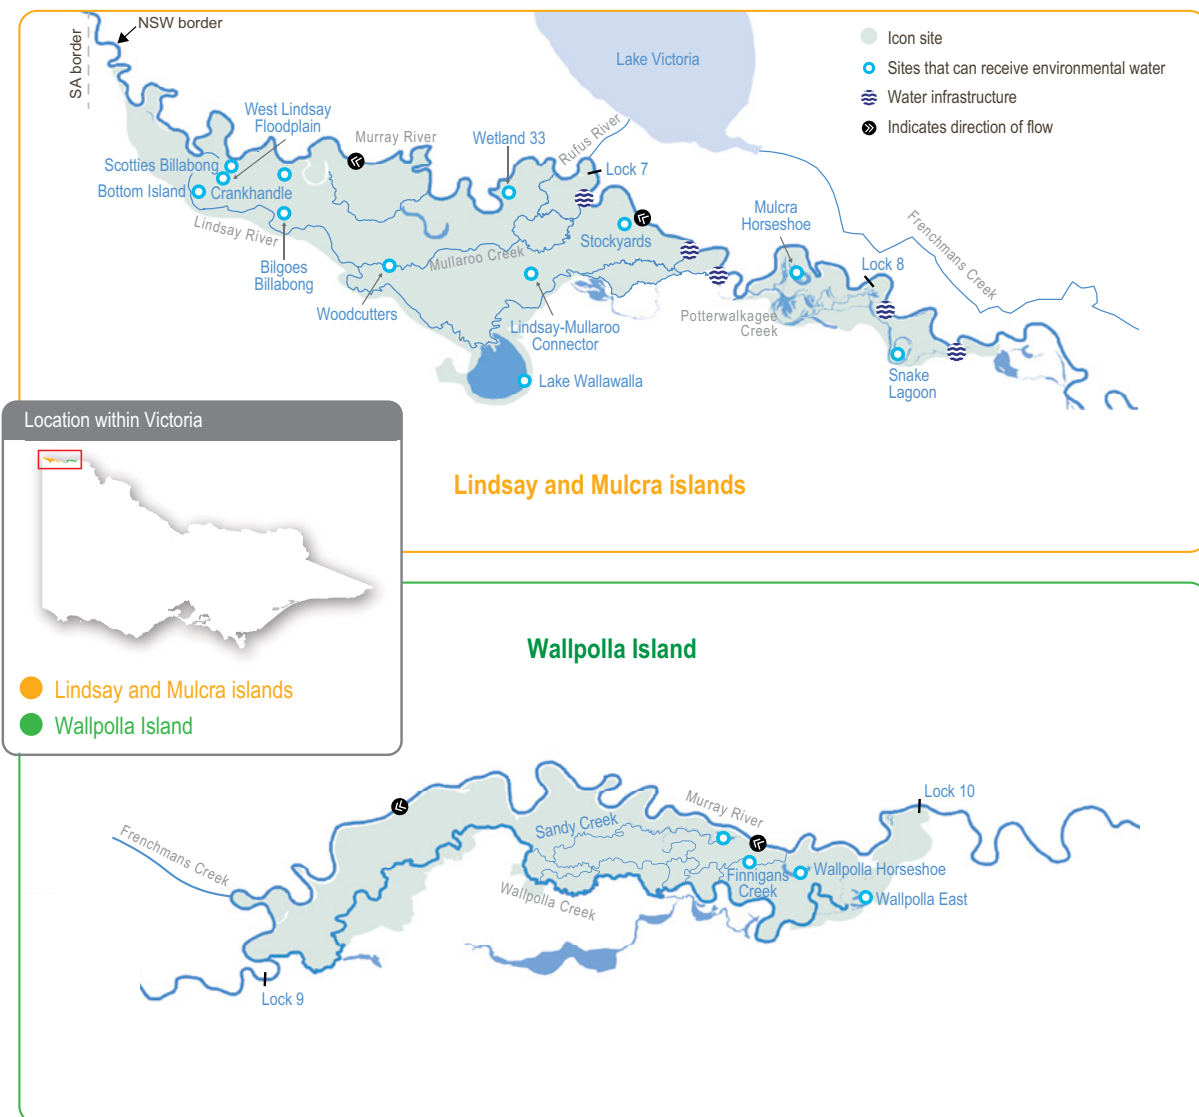 NSW border
SA border
Lake Victoria
Icon site
Sites that can receive environmental water
Water infrastructure
Indicates direction of flow
West Lindsay
Floodplain
Murray River
Wetland 33
Rufus River
Lock 7
Scotties Billabong
Bottom Island
Crankhandle
Lindsay River
Bilgoes
Billabong
Woodcutters
Mullaroo Creek
Stockyards
Lindsay-Mullaroo
Connector
Lake Wallawalla
Mulcra
Horseshoe
Lock 8
Frenchmans Creek
Potterwalkagee
Creek
Snake
Lagoon
Lindsay and Mulcra islands
Location within Victoria
Lindsay and Mulcra islands
Wallpolla Island
Wallpolla Island
Frenchmans Creek
Sandy Creek
Murray River
Lock 10
Finnigans
Creek
Wallpolla Horseshoe
Wallpolla East
Wallpolla Creek
Lock 9